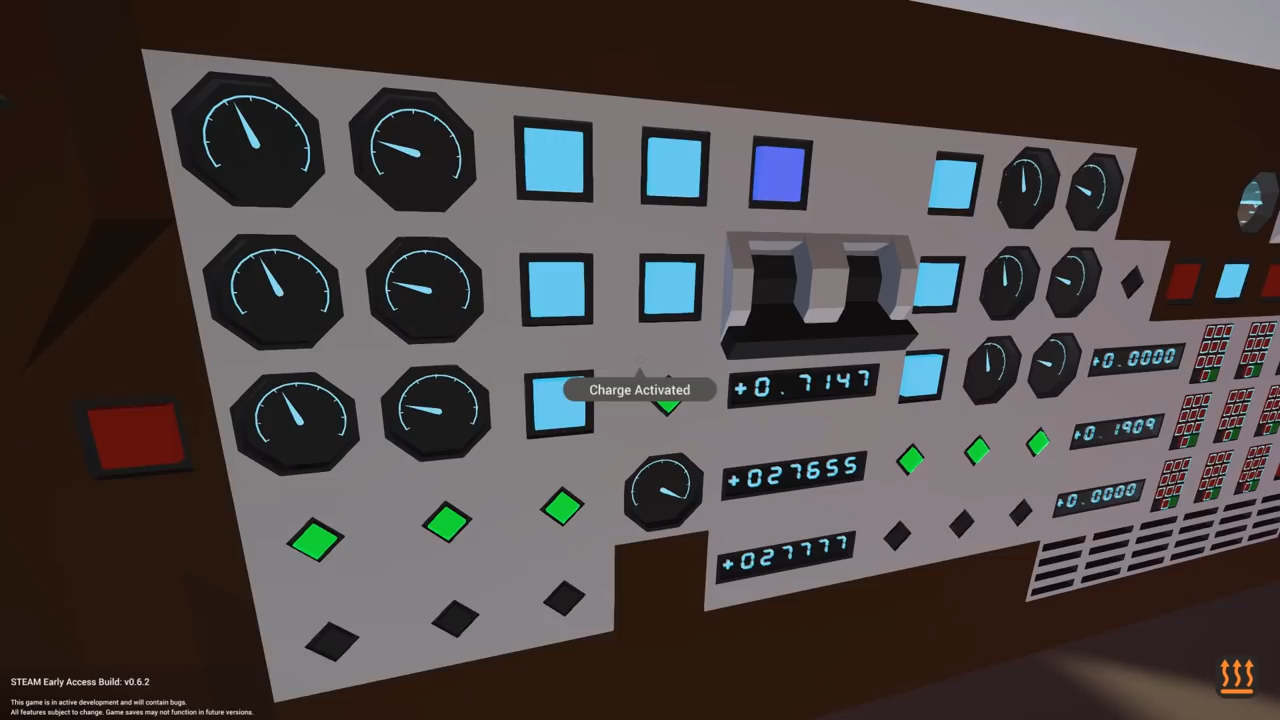 Charge Activated
+0.7147
+0.0000
+0.1909
+027655
+0.0000
+027777
STEAM Early Access Build: v0.6.2
This game is in active development and will contain bugs.
All features subject to change. Game saves may not function in future versions.